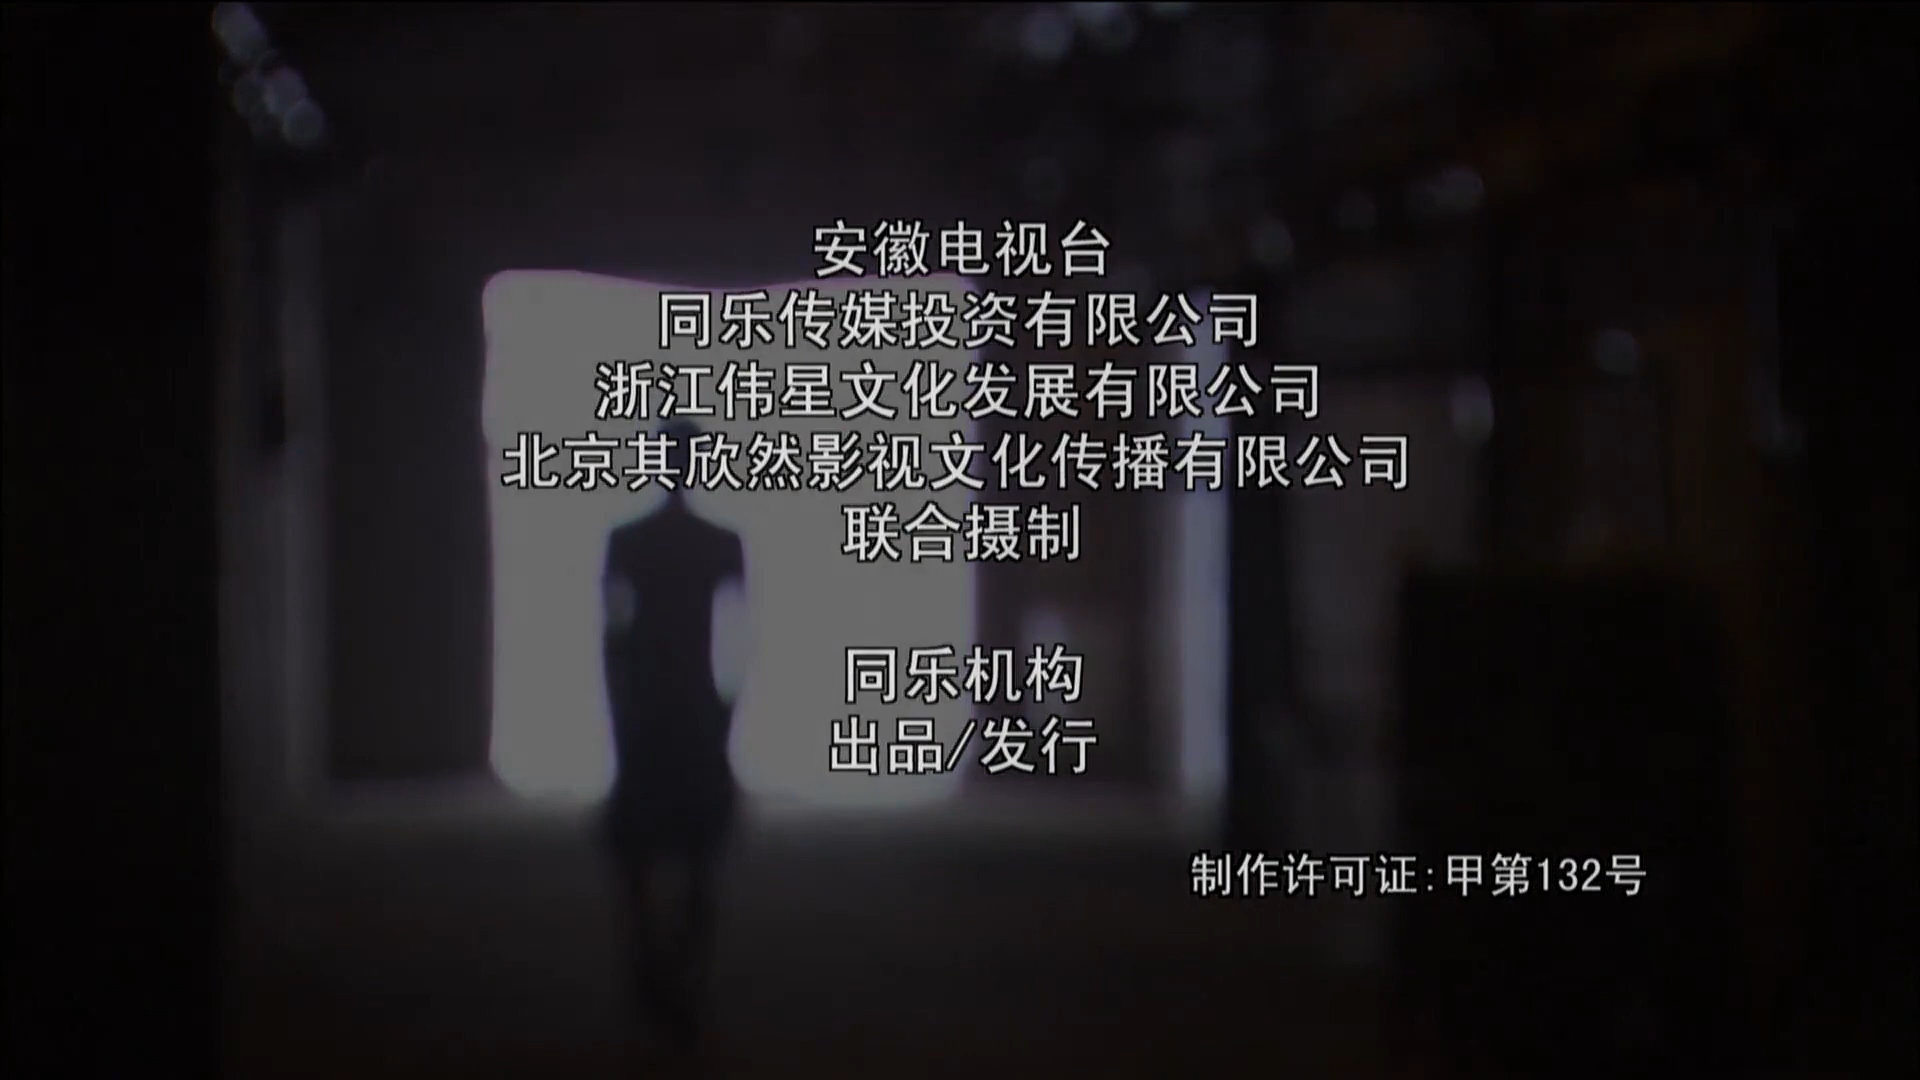 安徽电视台
同乐传媒投资有限公司
浙江伟星文化发展有限公司
北京其欣然影视文化传播有限公司
联合摄制
同乐机构
出品/发行
制作许可证:甲第132号